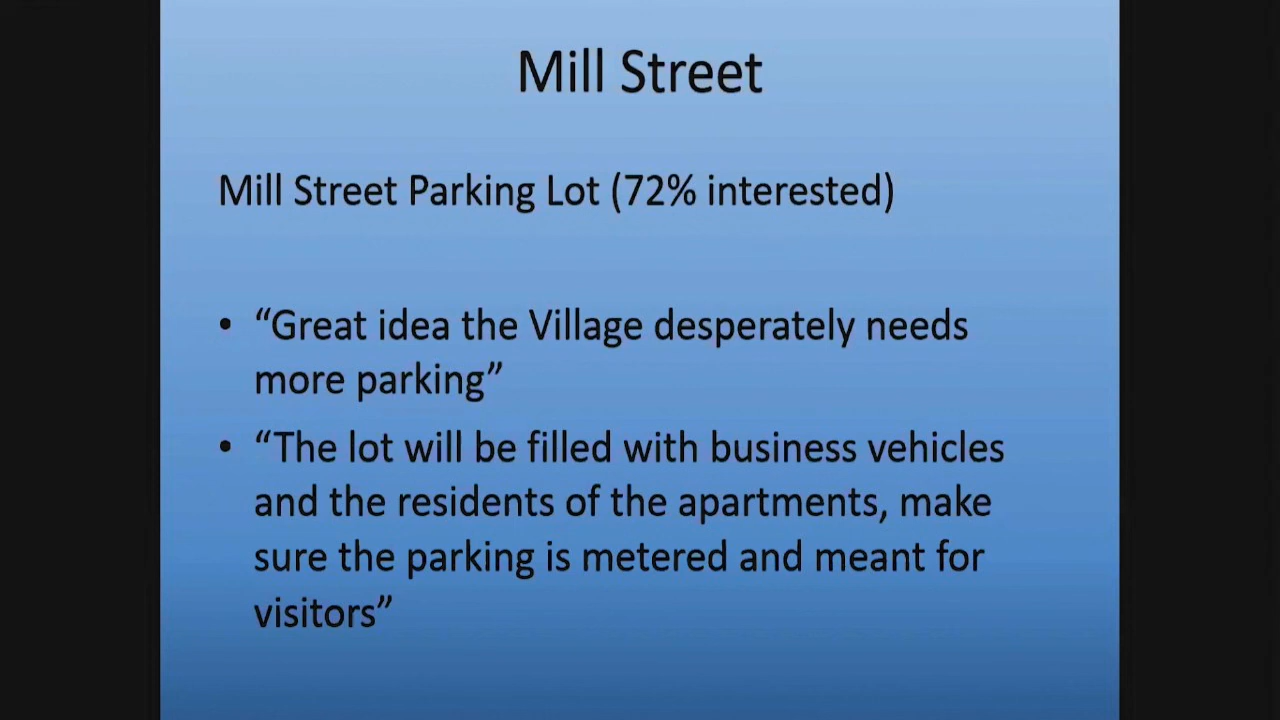 Mill Street
Mill Street Parking Lot (72% interested)
• “Great idea the Village desperately needs
more parking”
• “The lot will be filled with business vehicles
and the residents of the apartments, make
sure the parking is metered and meant for
visitors”